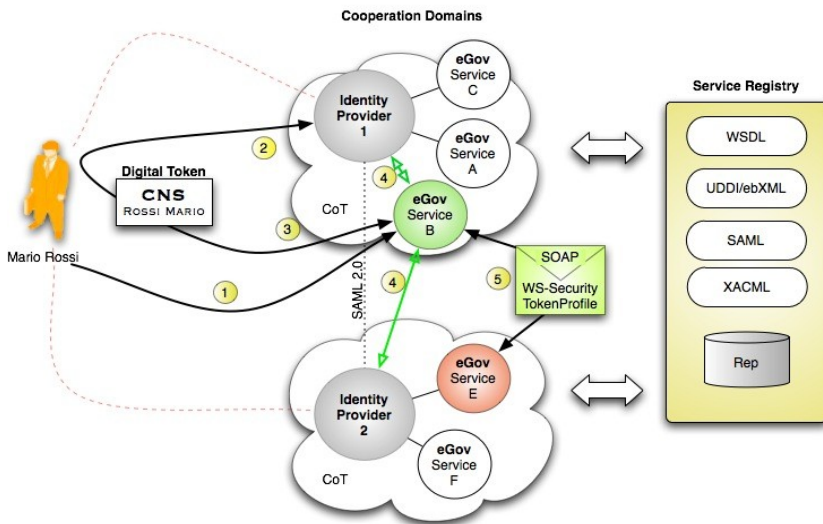 Cooperation Domains
eGov
Service
C
Identity
Provider
1
Service Registry
WSDL
2
eGov
Service
A
Digital Token
CNS
ROSSI MARIO
4
UDDI/ebXML
3
CoT
eGov
Service
B
SAML
Mario Rossi
SOAP
WS-Security
TokenProfile
5
XACML
1
SAML 2.0
4
Rep
eGov
Service
E
Identity
Provider
2
eGov
Service
F
CoT